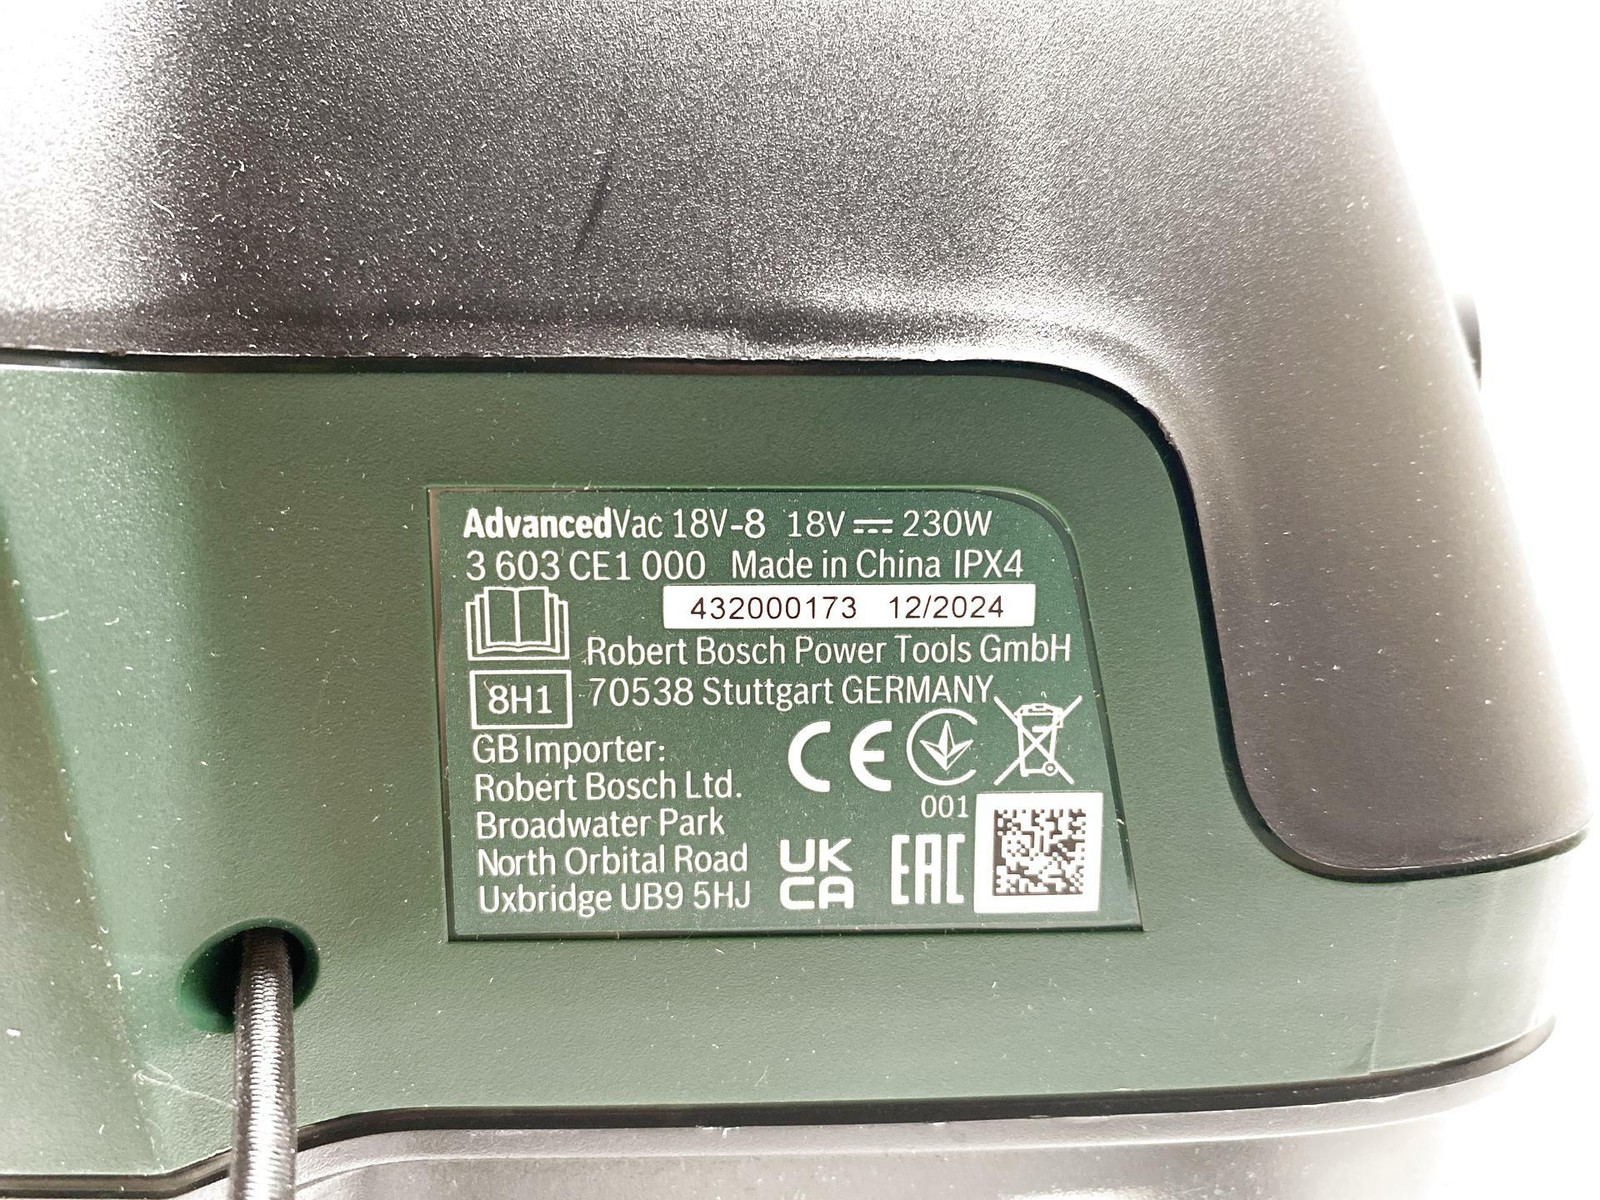 AdvancedVac 18V-8 18V 230W
3 603 CE1 000 Made in China IPX4
432000173 12/2024
Robert Bosch Power Tools GmbH
8H1 70538 Stuttgart GERMANY
GB Importer:
Robert Bosch Ltd.
Broadwater Park
North Orbital Road
Uxbridge UB9 5HJ
CE
001
UK
CA
EAC